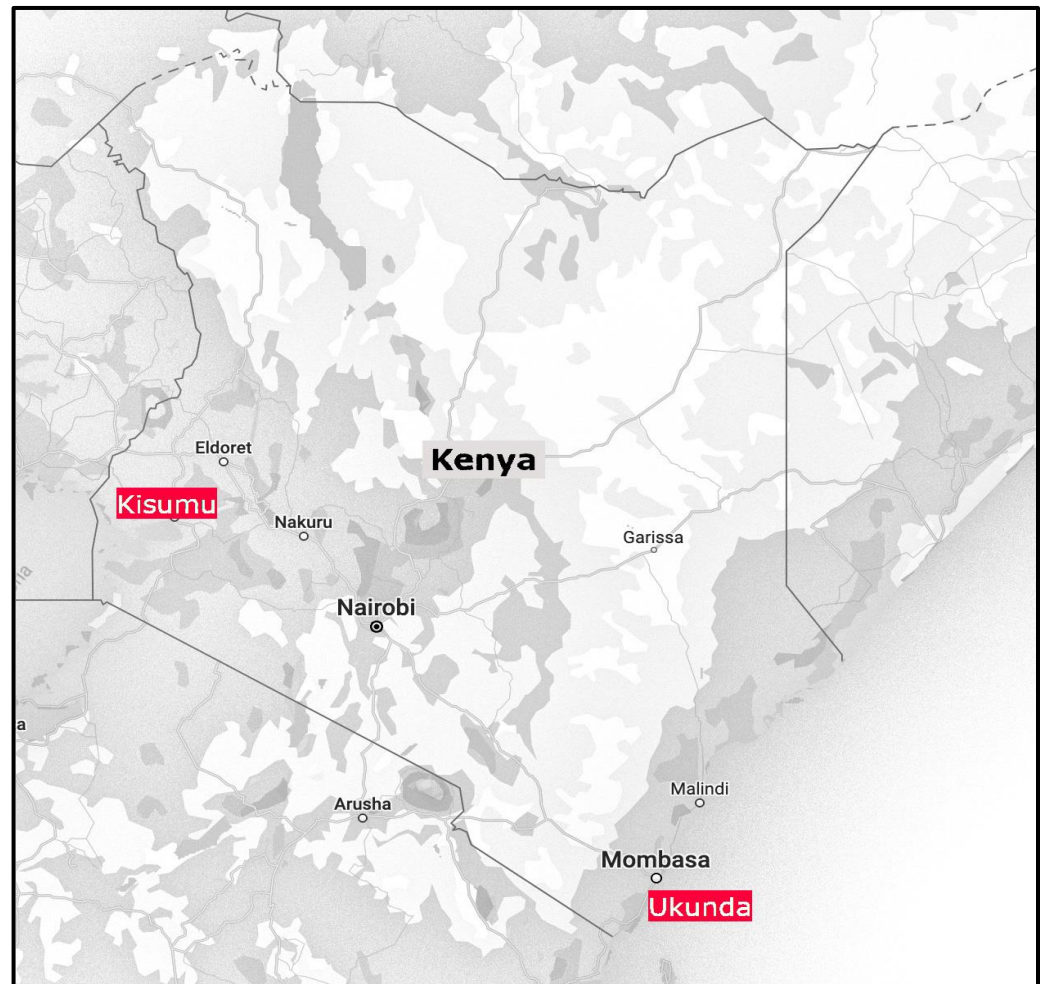 Eldoret
Kenya
Kisumu
Nakuru
Garissa
Nairobi
a
Malindi
Arusha
Mombasa
Ukunda